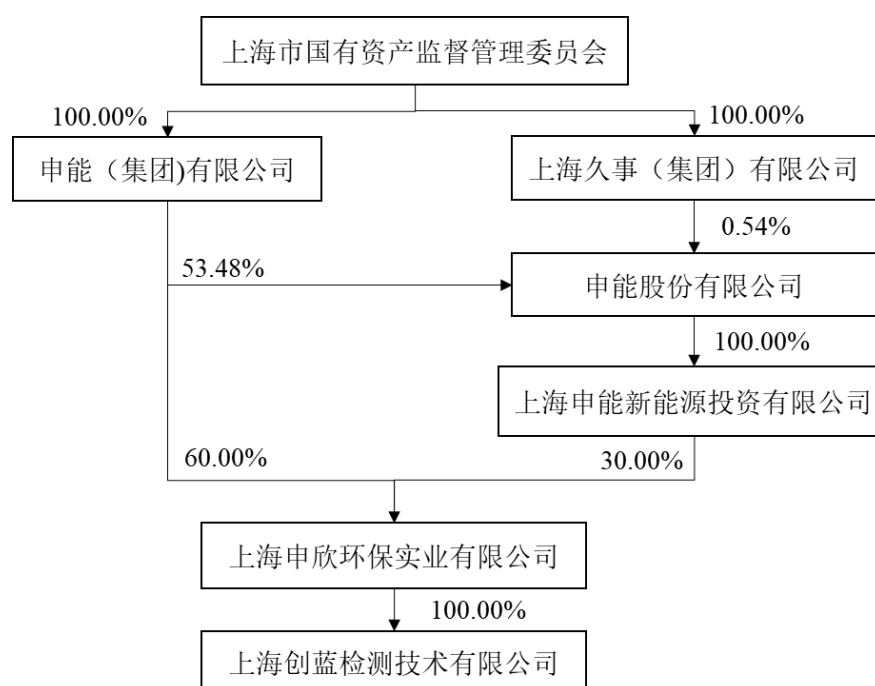 上海市国有资产监督管理委员会
100.00%
100.00%
申能（集团)有限公司
上海久事（集团）有限公司
0.54%
53.48%
申能股份有限公司
100.00%
上海申能新能源投资有限公司
60.00%
30.00%
上海申欣环保实业有限公司
100.00%
上海创蓝检测技术有限公司